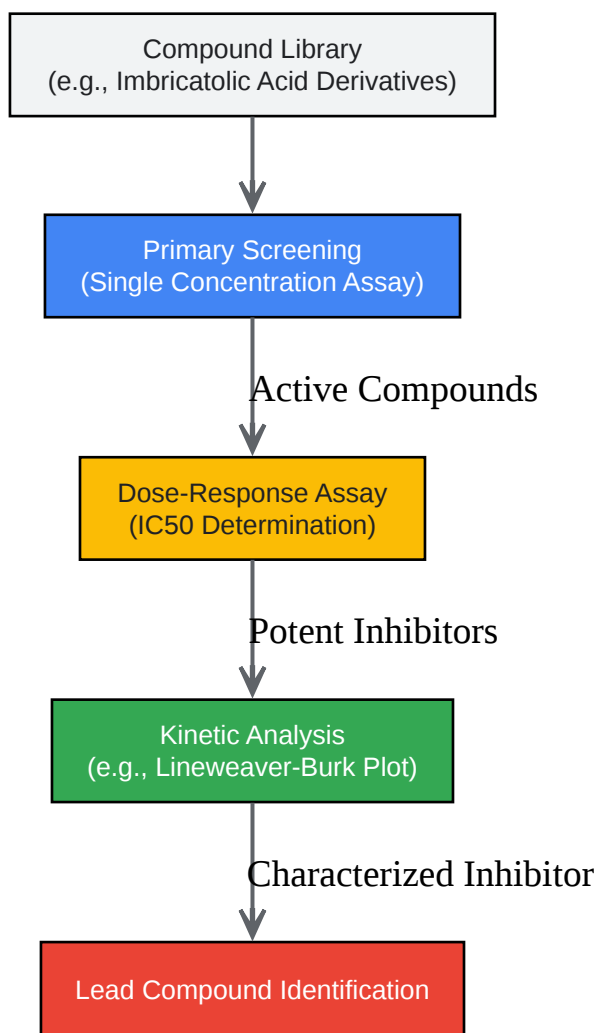 Compound Library
(e.g., Imbricatolic Acid Derivatives)
Primary Screening
(Single Concentration Assay)
Active Compounds
Dose-Response Assay
(IC50 Determination)
Potent Inhibitors
Kinetic Analysis
(e.g., Lineweaver-Burk Plot)
Characterized Inhibitor
Lead Compound Identification